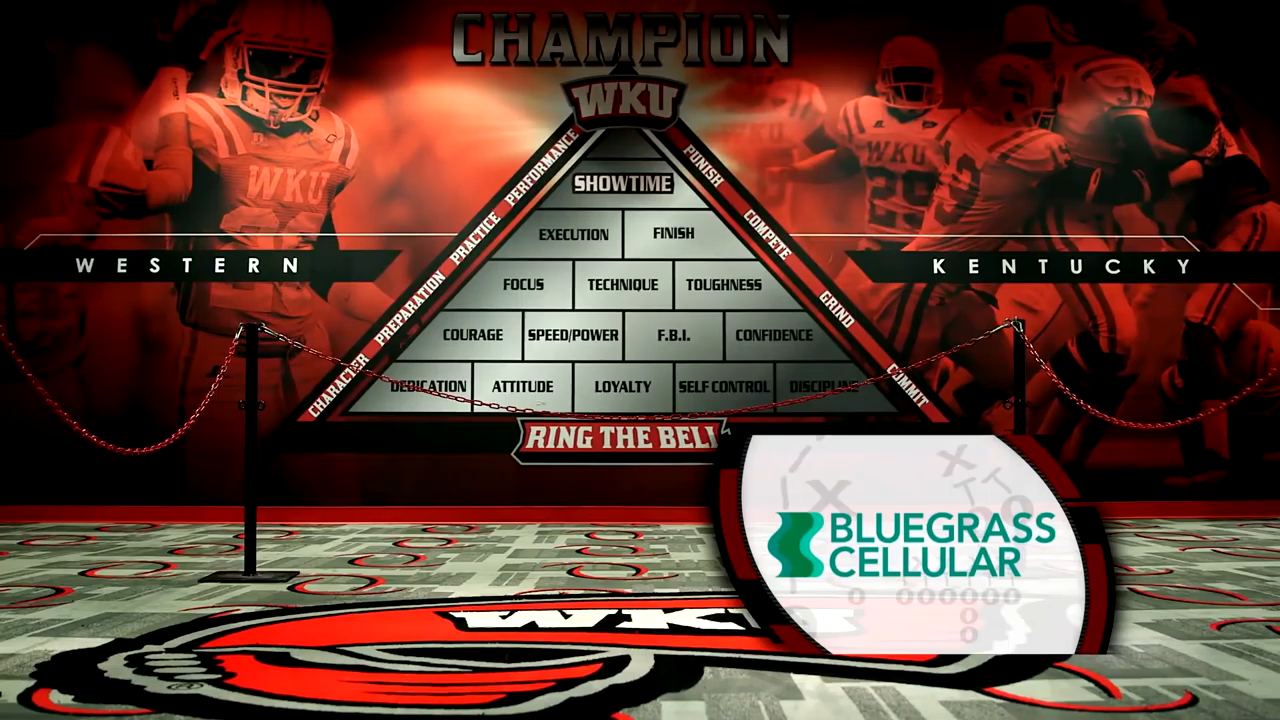 CHAMPION
WKU
SHOWTIME
EXECUTION FINISH
FOCUS TECHNIQUE TOUGHNESS
COURAGE SPEED/POWER F.B.I. CONFIDENCE
DEDICATION ATTITUDE LOYALTY SELF CONTROL DISCIPLINE
CHARACTER PREPARATION PRACTICE PERFORMANCE
PUNISH COMPETE GRIND COMMIT
WESTERN
KENTUCKY
WKU
WKU
RING THE BELL
BLUEGRASS
CELLULAR
WKU